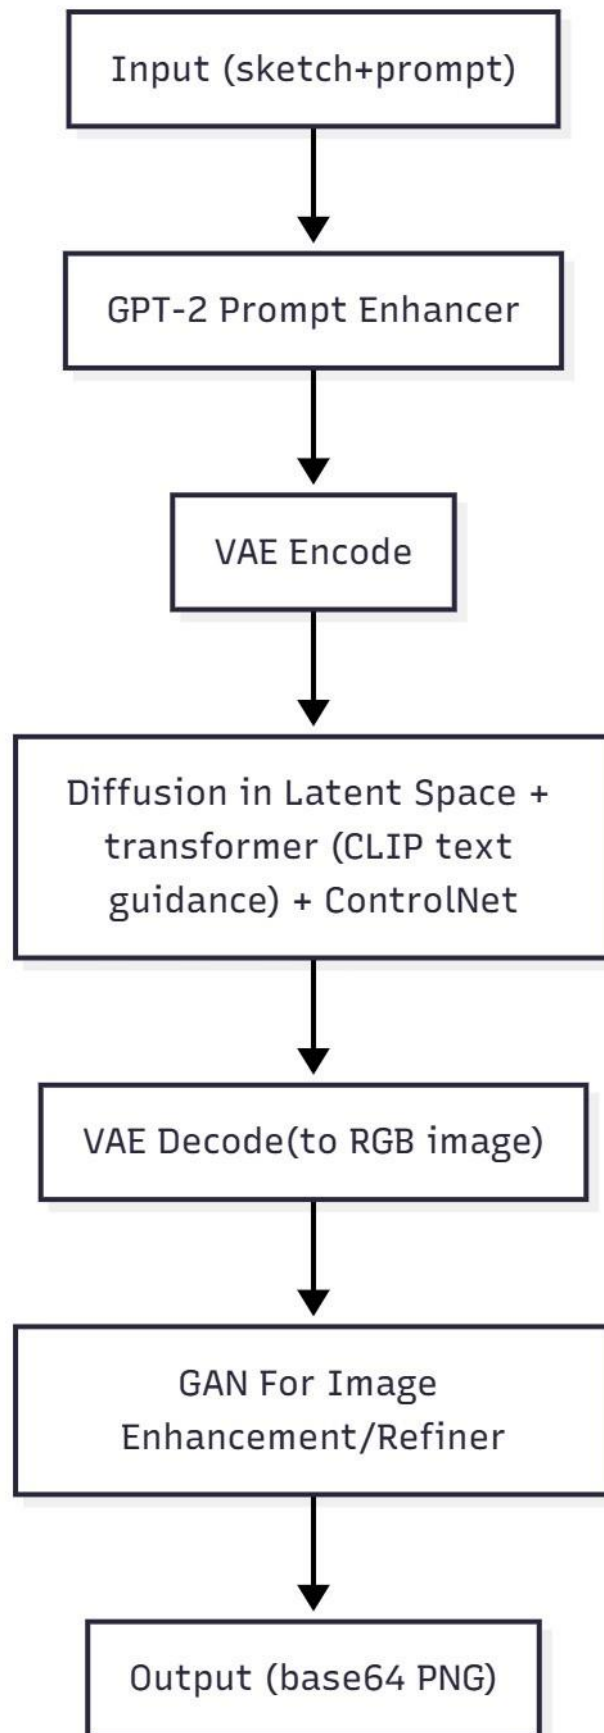 Input (sketch+prompt)
GPT-2 Prompt Enhancer
VAE Encode
Diffusion in Latent Space +
transformer (CLIP text
guidance) + ControlNet
VAE Decode(to RGB image)
GAN For Image
Enhancement/Refiner
Output (base64 PNG)